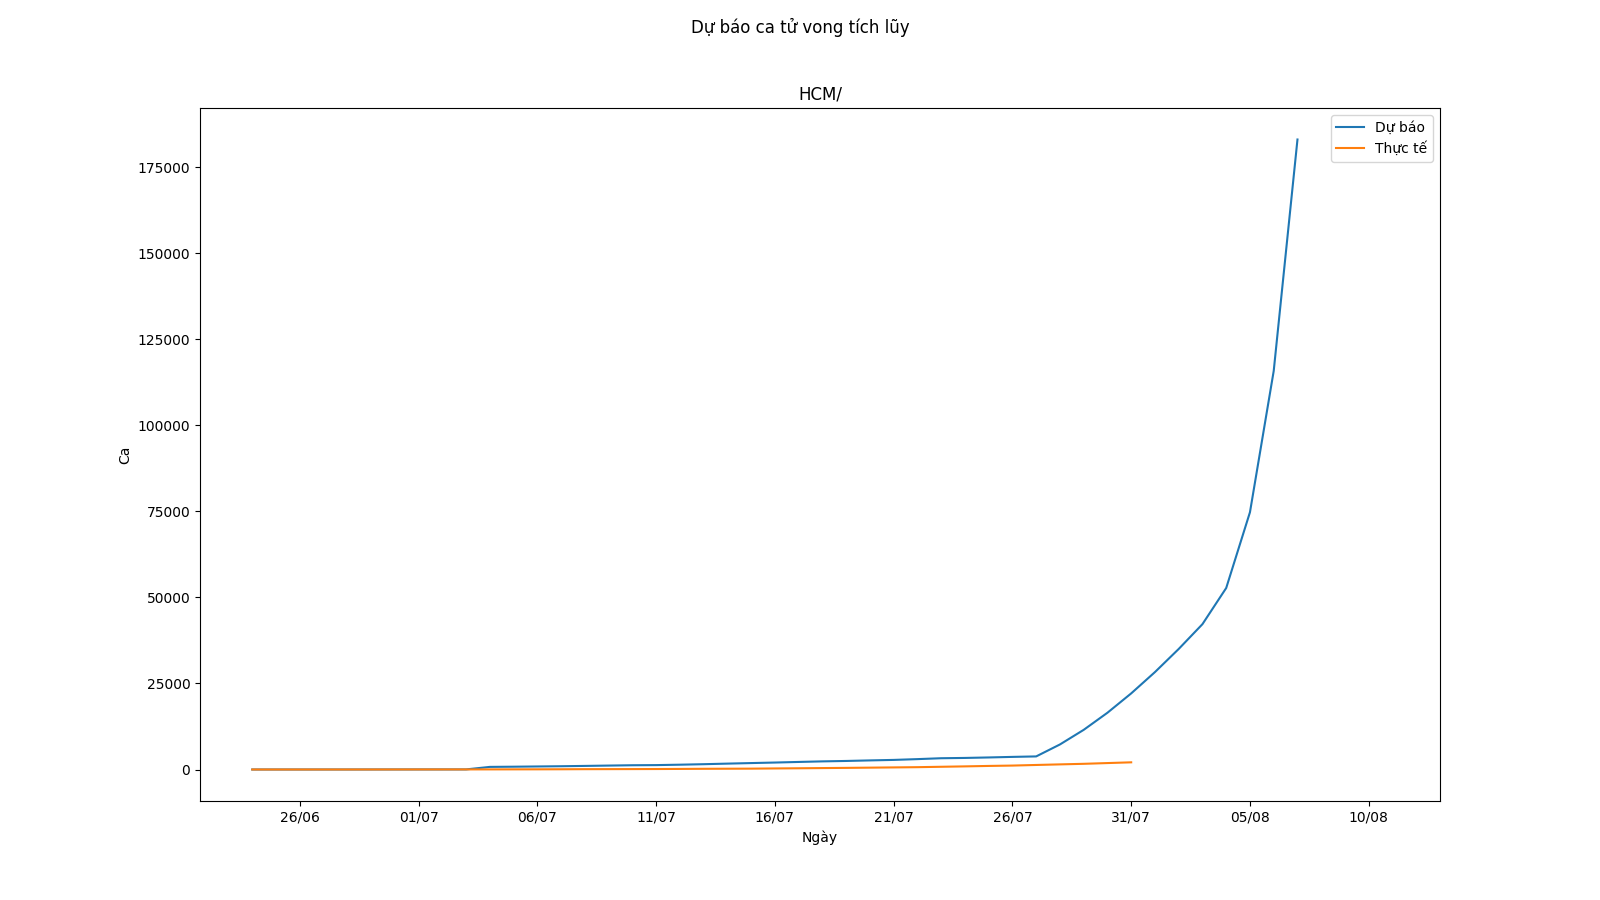 Dự báo ca tử vong tích lũy
HCM/
Dự báo
Thực tế
175000
150000
125000
100000
75000
50000
25000
0
Ca
26/06 01/07 06/07 11/07 16/07 21/07 26/07 31/07 05/08 10/08
Ngày